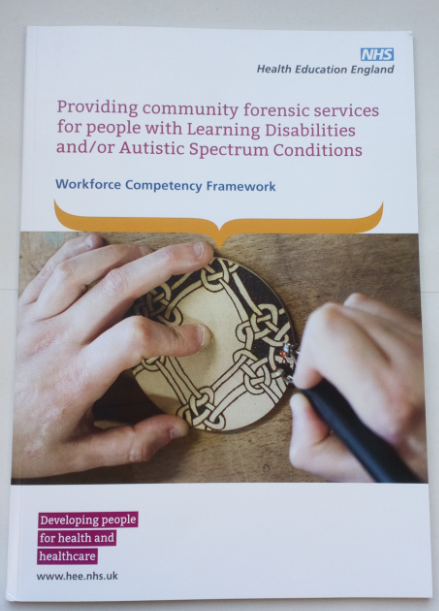 NHS
Health Education England
Providing community forensic services
for people with Learning Disabilities
and/or Autistic Spectrum Conditions
Workforce Competency Framework
Developing people
for health and
healthcare
www.hee.nhs.uk